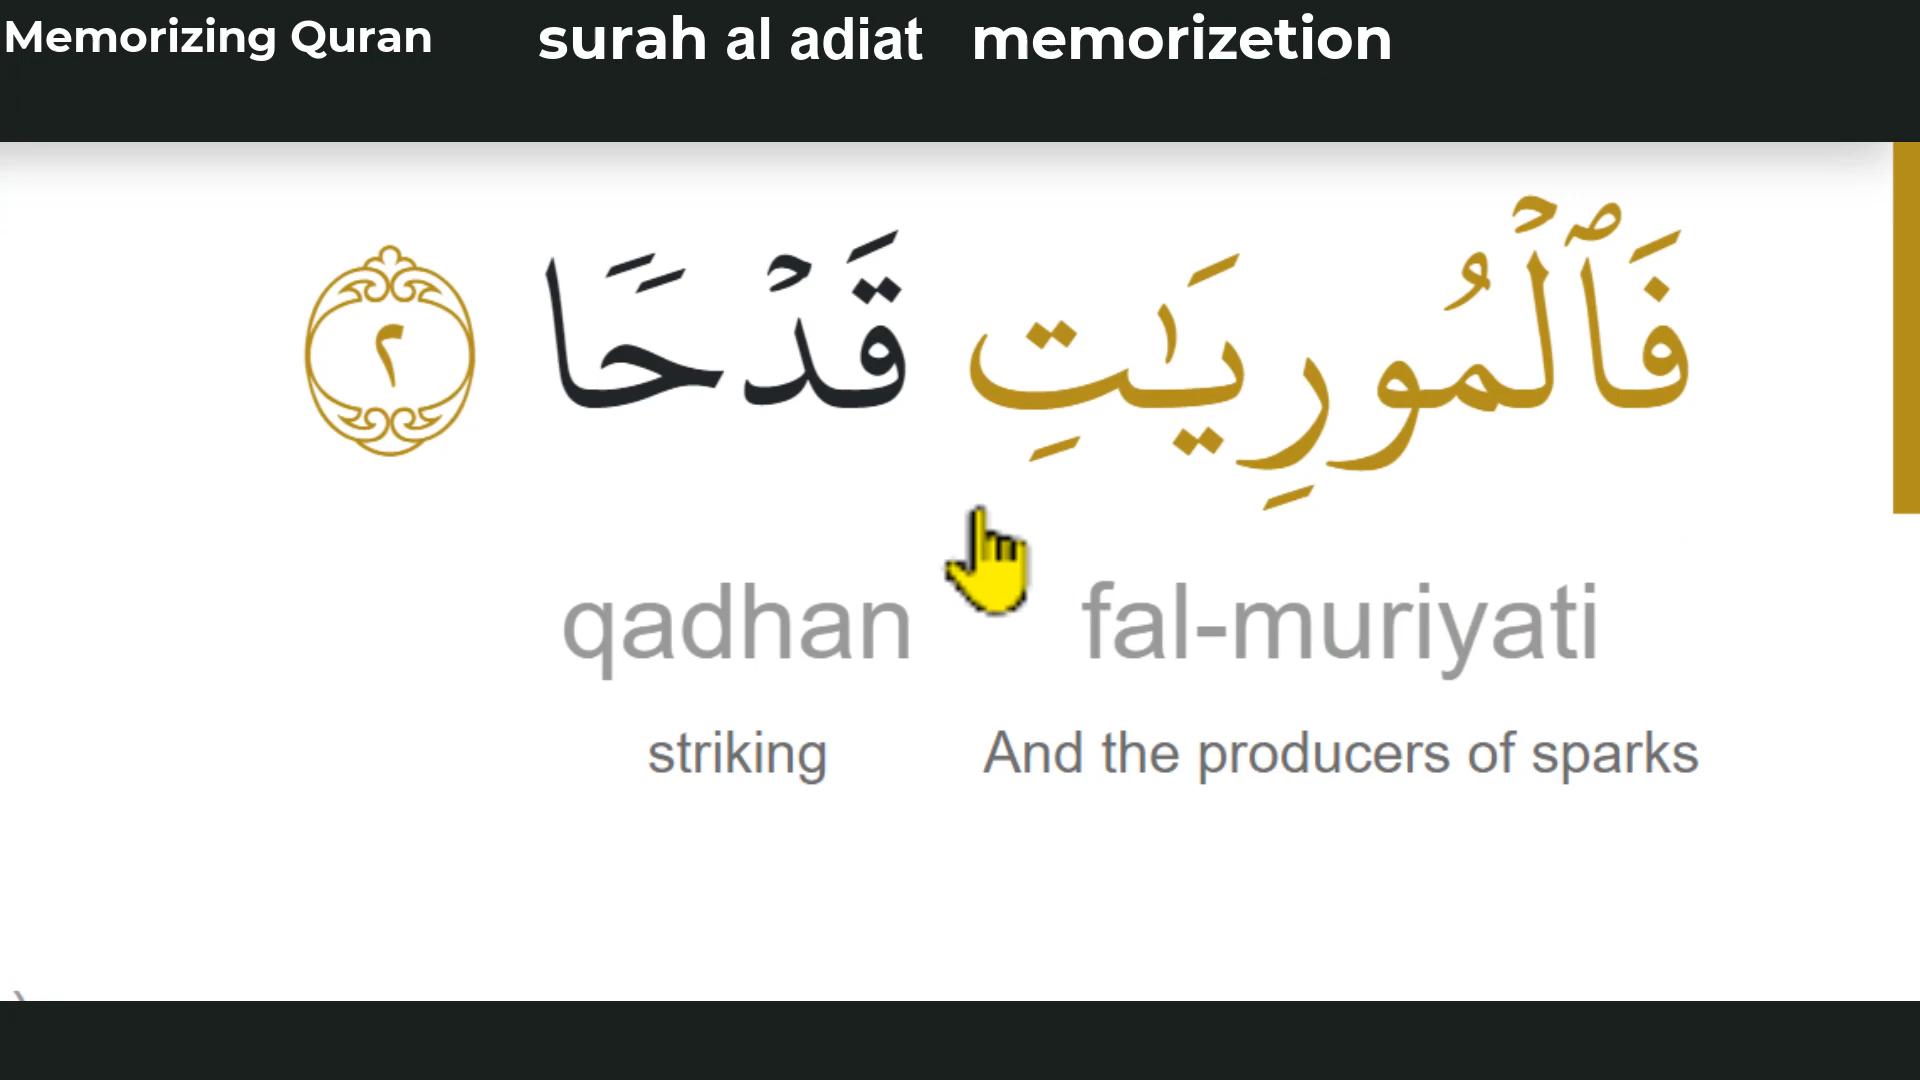 Memorizing Quran surah al adiat memorizetion
فَٱلْمُورِيَـٰتِ قَدْحًا ٢
qadhan fal-muriyati
striking And the producers of sparks